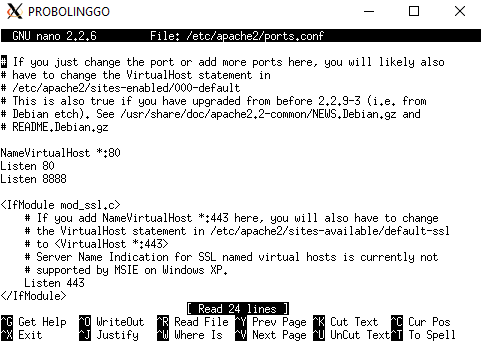 PROBOLINGGO
GNU nano 2.2.6 File: /etc/apache2/ports.conf
# If you just change the port or add more ports here, you will likely also
# have to change the VirtualHost statement in
# /etc/apache2/sites-enabled/000-default
# This is also true if you have upgraded from before 2.2.9-3 (i.e. from
# Debian etch). See /usr/share/doc/apache2.2-common/NEWS.Debian.gz and
# README.Debian.gz
NameVirtualHost *:80
Listen 80
Listen 8888
<IfModule mod_ssl.c>
# If you add NameVirtualHost *:443 here, you will also have to change
# the VirtualHost statement in /etc/apache2/sites-available/default-ssl
# to <VirtualHost *:443>
# Server Name Indication for SSL named virtual hosts is currently not
# supported by MSIE on Windows XP.
Listen 443
</IfModule>
[ Read 24 lines ]
^G Get Help ^O WriteOut ^R Read File ^Y Prev Page ^K Cut Text ^C Cur Pos
^X Exit ^J Justify ^W Where Is ^V Next Page ^U UnCut Text ^T To Spell